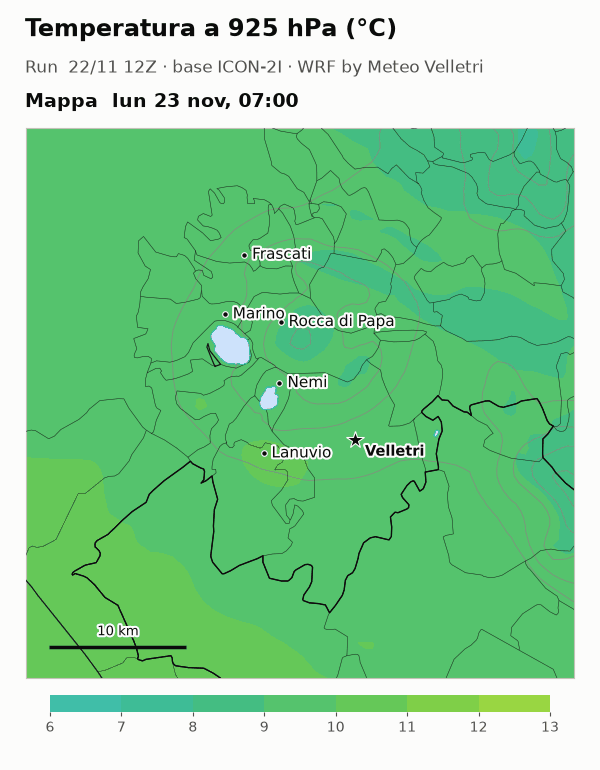 Temperatura a 925 hPa (°C)
Run  22/11 12Z · base ICON-2I · WRF by Meteo Velletri
Mappa  lun 23 nov, 07:00
Frascati
Marino
Rocca di Papa
Nemi
Velletri
Lanuvio
10 km
6 7 8 9 10 11 12 13